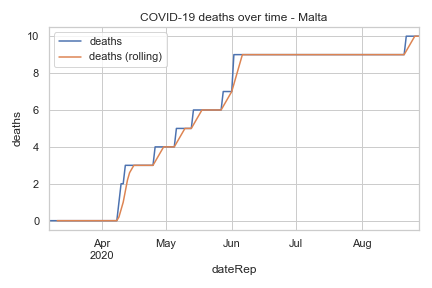 COVID-19 deaths over time - Malta
deaths
deaths (rolling)
10
8
6
4
2
0
deaths
Apr
2020
May
Jun
Jul
Aug
dateRep